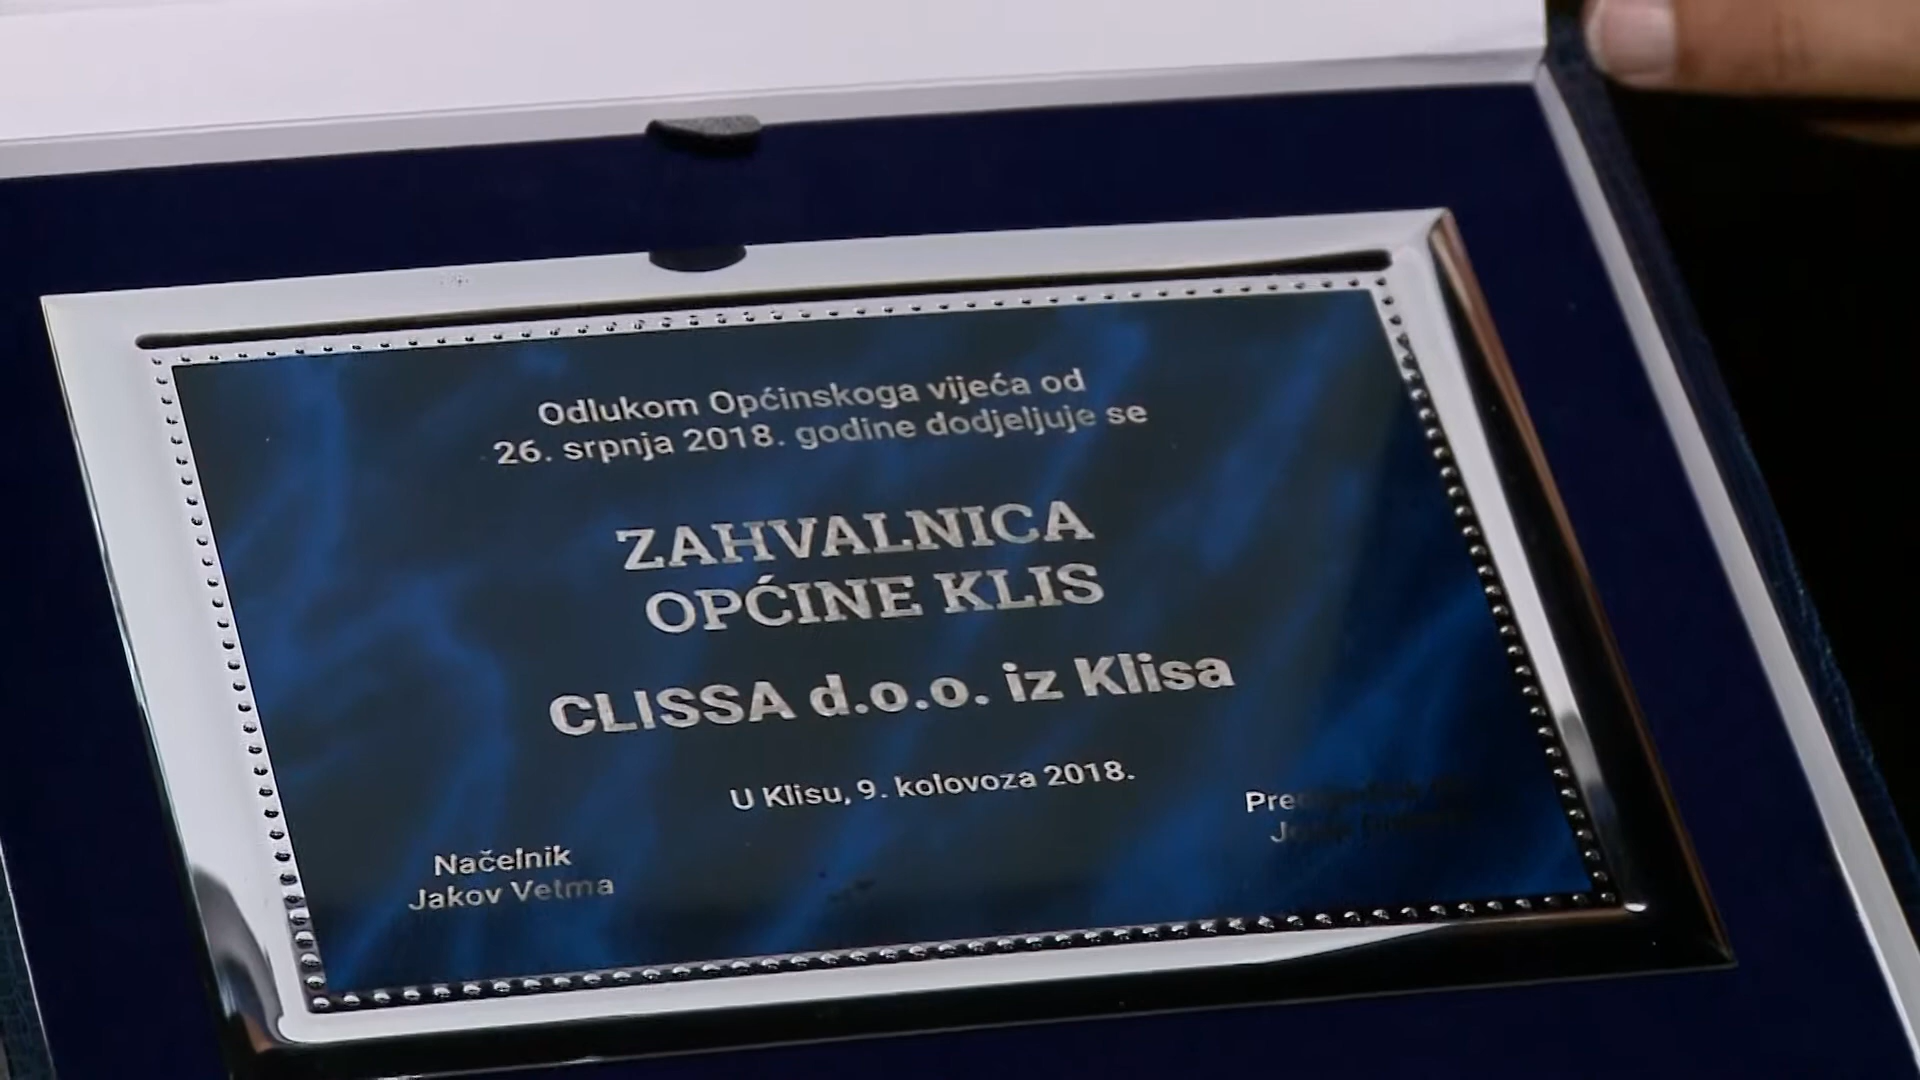 Odlukom Općinskoga vijeća od
26. srpnja 2018. godine dodjeljuje se
ZAHVALNICA
OPĆINE KLIS
CLISSA d.o.o. iz Klisa
U Klisu, 9. kolovoza 2018.
Načelnik
Jakov Vetma